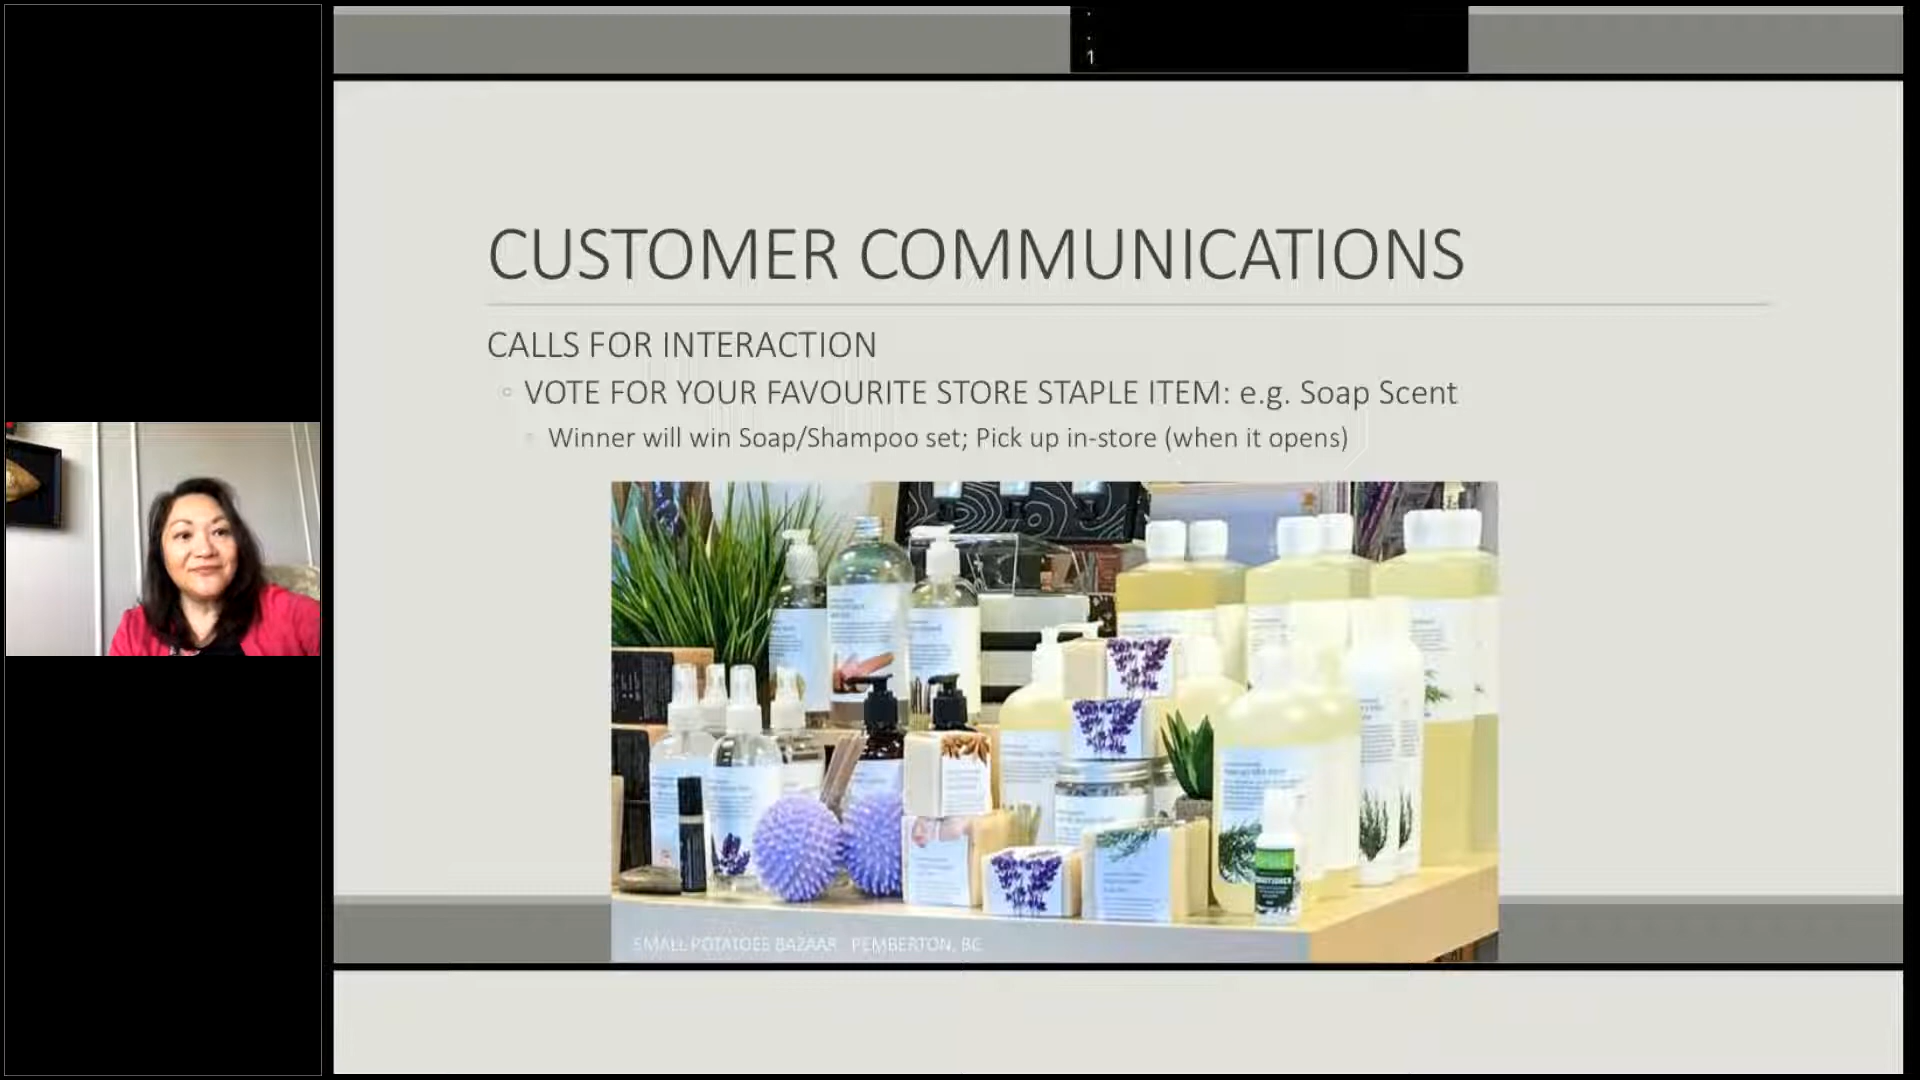 CUSTOMER COMMUNICATIONS
CALLS FOR INTERACTION
VOTE FOR YOUR FAVOURITE STORE STAPLE ITEM: e.g. Soap Scent
Winner will win Soap/Shampoo set; Pick up in-store (when it opens)
SMALL POTATOES BAZAAR PEMBERTON, BC